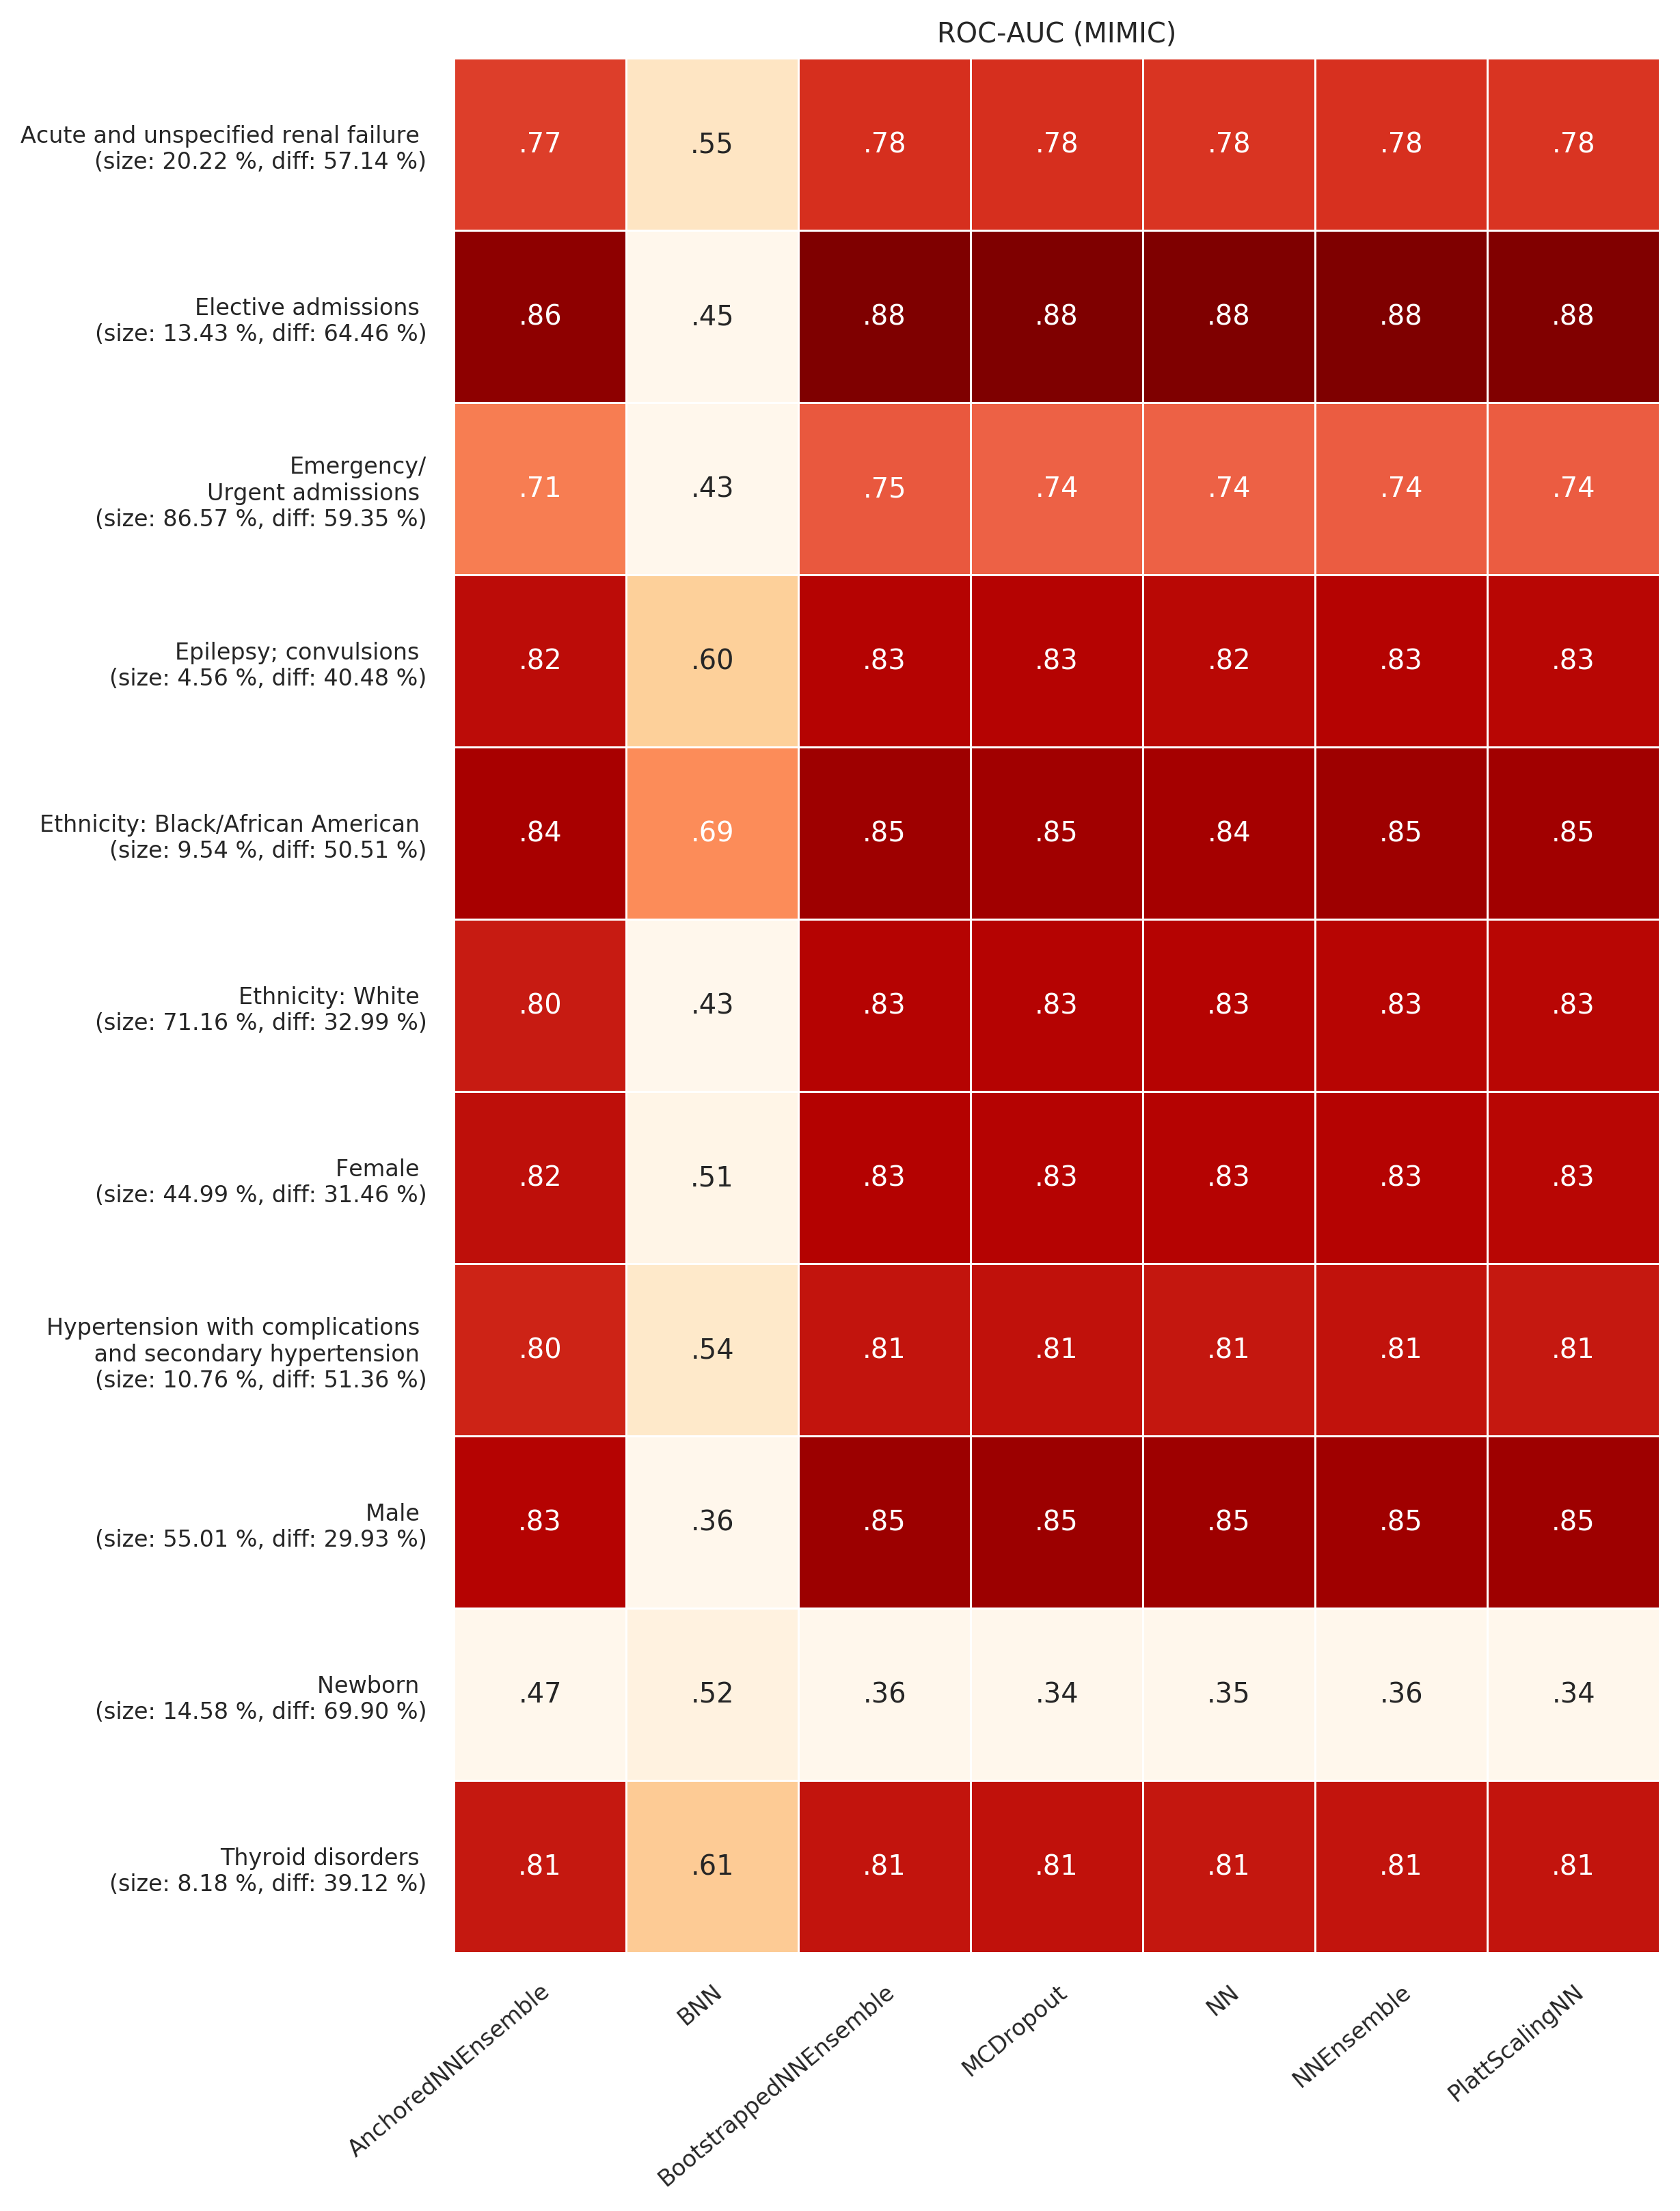 ROC-AUC (MIMIC)
Acute and unspecified renal failure
(size: 20.22 %, diff: 57.14 %)
.77 .55 .78 .78 .78 .78 .78
Elective admissions
(size: 13.43 %, diff: 64.46 %)
.86 .45 .88 .88 .88 .88 .88
Emergency/
Urgent admissions
(size: 86.57 %, diff: 59.35 %)
.71 .43 .75 .74 .74 .74 .74
Epilepsy; convulsions
(size: 4.56 %, diff: 40.48 %)
.82 .60 .83 .83 .82 .83 .83
Ethnicity: Black/African American
(size: 9.54 %, diff: 50.51 %)
.84 .69 .85 .85 .84 .85 .85
Ethnicity: White
(size: 71.16 %, diff: 32.99 %)
.80 .43 .83 .83 .83 .83 .83
Female
(size: 44.99 %, diff: 31.46 %)
.82 .51 .83 .83 .83 .83 .83
Hypertension with complications
and secondary hypertension
(size: 10.76 %, diff: 51.36 %)
.80 .54 .81 .81 .81 .81 .81
Male
(size: 55.01 %, diff: 29.93 %)
.83 .36 .85 .85 .85 .85 .85
Newborn
(size: 14.58 %, diff: 69.90 %)
.47 .52 .36 .34 .35 .36 .34
Thyroid disorders
(size: 8.18 %, diff: 39.12 %)
.81 .61 .81 .81 .81 .81 .81
AnchoredNNEnsemble
BNN
BootstrappedNNEnsemble
MCDropout
NN
NNEnsemble
PlattScalingNN